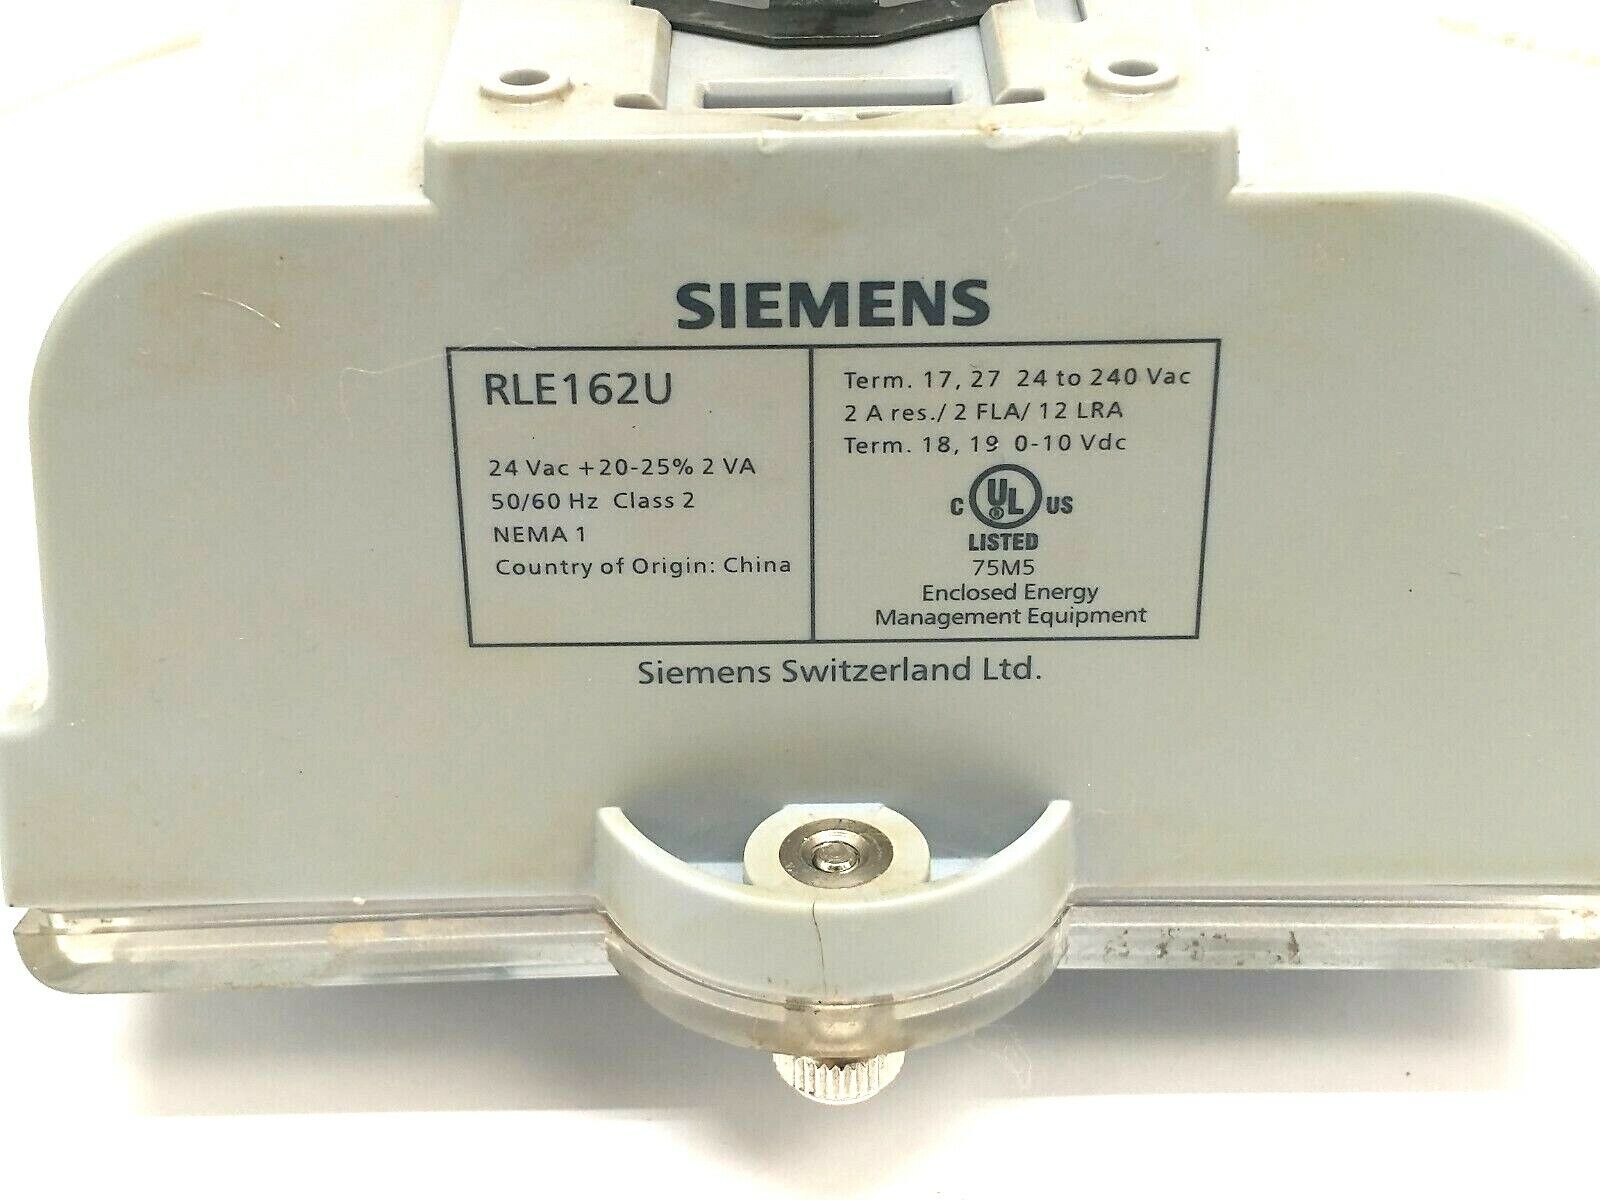 SIEMENS
RLE162U
24 Vac +20-25% 2 VA
50/60 Hz Class 2
NEMA 1
Country of Origin: China
Term. 17, 27 24 to 240 Vac
2 A res./ 2 FLA/ 12 LRA
Term. 18, 19 0-10 Vdc
C UL ® US
LISTED
75M5
Enclosed Energy
Management Equipment
Siemens Switzerland Ltd.